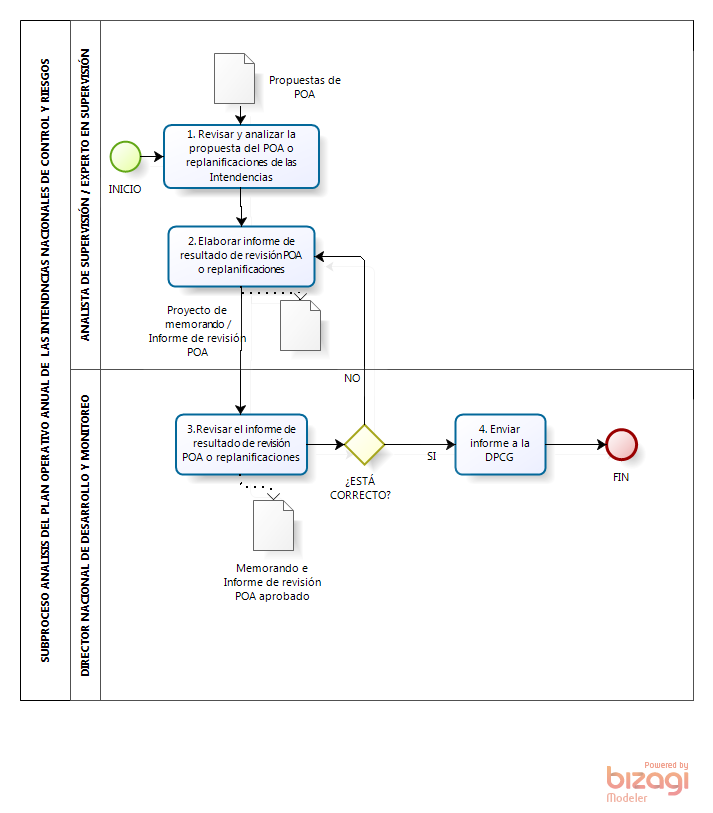 SUBPROCESO ANALISIS DEL PLAN OPERATIVO ANUAL DE LAS INTENDNCIAS NACIONALES DE CONTROL Y RIESGOS
ANALISTA DE SUPERVISIÓN / EXPERTO EN SUPERVISIÓN
Propuestas de
POA
INICIO
1. Revisar y analizar la
propuesta del POA o
replanificaciones de las
Intendencias
2. Elaborar informe de
resultado de revisión POA
o replanificaciones
Proyecto de
memorando /
Informe de revisión
POA
DIRECTOR NACIONAL DE DESARROLLO Y MONITOREO
NO
3. Revisar el informe de
resultado de revisión
POA o replanificaciones
¿ESTÁ
CORRECTO?
SI
4. Enviar
informe a la
DPCG
FIN
Memorando e
Informe de revisión
POA aprobado
Powered by
bizagi
Modeler